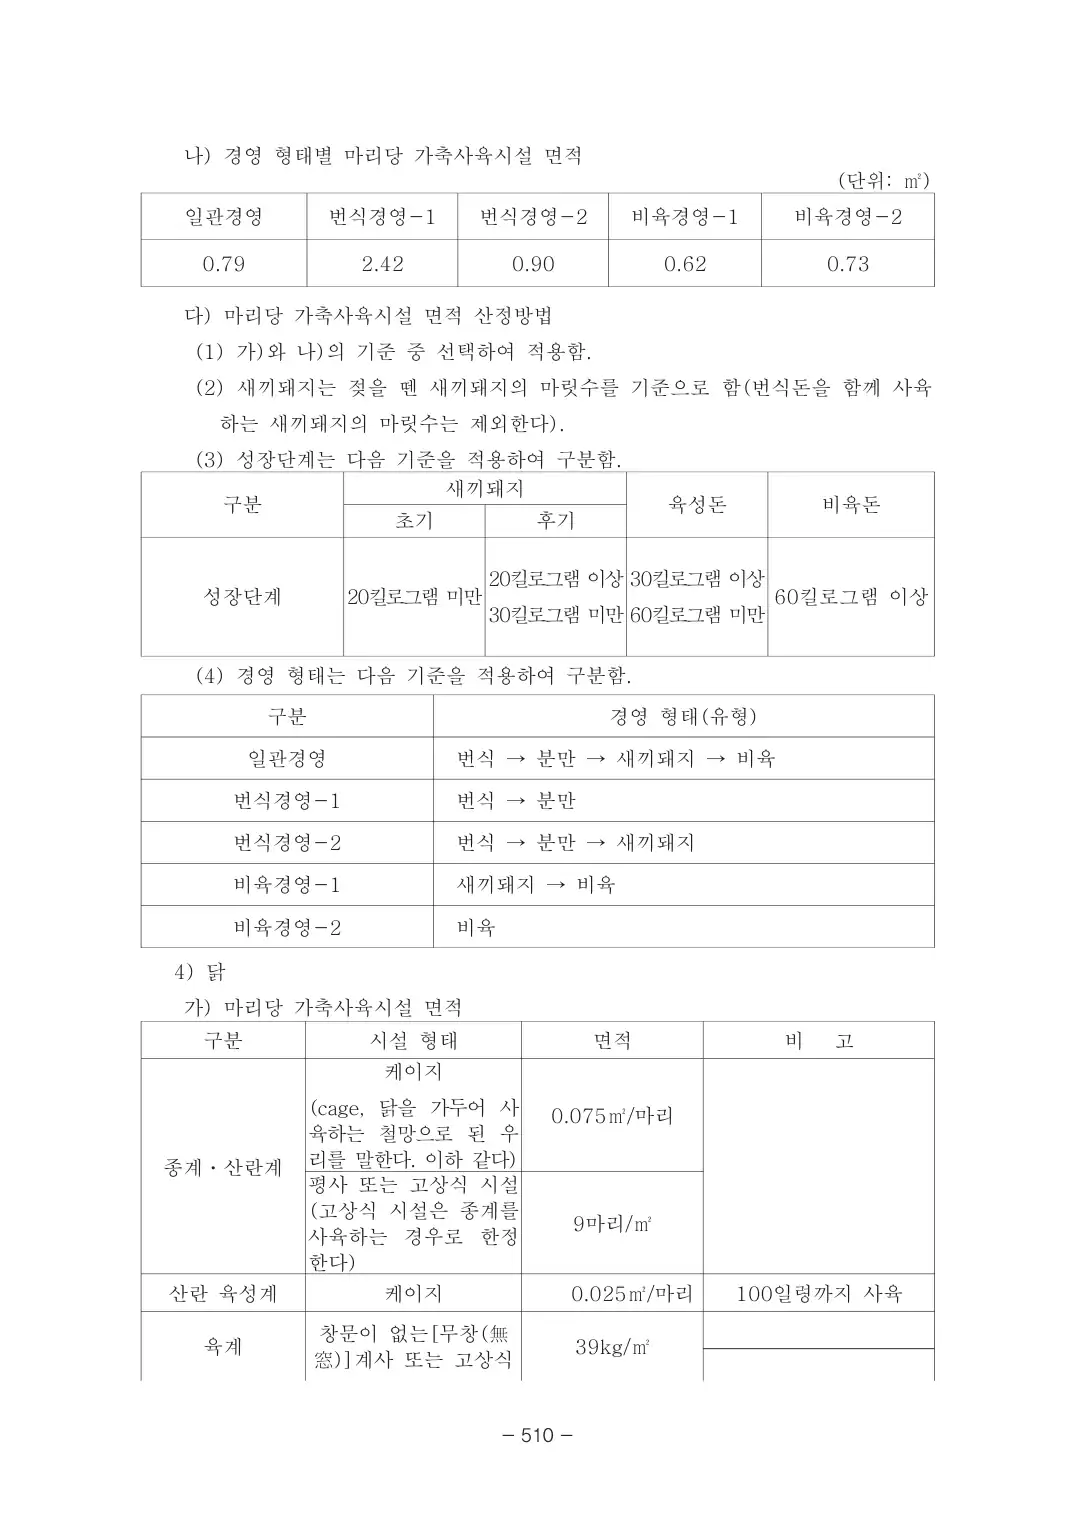 나) 경영 형태별 마리당 가축사육시설 면적
(단위: ㎡)
일관경영 번식경영-1 번식경영-2 비육경영-1 비육경영-2
0.79 2.42 0.90 0.62 0.73
다) 마리당 가축사육시설 면적 산정방법
(1) 가)와 나)의 기준 중 선택하여 적용함.
(2) 새끼돼지는 젖을 뗀 새끼돼지의 마릿수를 기준으로 함(번식돈을 함께 사육
하는 새끼돼지의 마릿수는 제외한다).
(3) 성장단계는 다음 기준을 적용하여 구분함.
구분 새끼돼지 육성돈 비육돈
초기 후기
성장단계 20킬로그램 미만 20킬로그램 이상 30킬로그램 이상 60킬로그램 이상
30킬로그램 미만 60킬로그램 미만
(4) 경영 형태는 다음 기준을 적용하여 구분함.
구분 경영 형태(유형)
일관경영 번식 → 분만 → 새끼돼지 → 비육
번식경영-1 번식 → 분만
번식경영-2 번식 → 분만 → 새끼돼지
비육경영-1 새끼돼지 → 비육
비육경영-2 비육
4) 닭
가) 마리당 가축사육시설 면적
구분 시설 형태 면적 비 고
종계·산란계 케이지
(cage, 닭을 가두어 사
육하는 철망으로 된 우
리를 말한다. 이하 같다)
0.075㎡/마리
평사 또는 고상식 시설
(고상식 시설은 종계를
사육하는 경우로 한정
한다)
9마리/㎡
산란 육성계 케이지 0.025㎡/마리 100일령까지 사육
육계 창문이 없는[무창(無
窓)]계사 또는 고상식
39kg/㎡
- 510 -